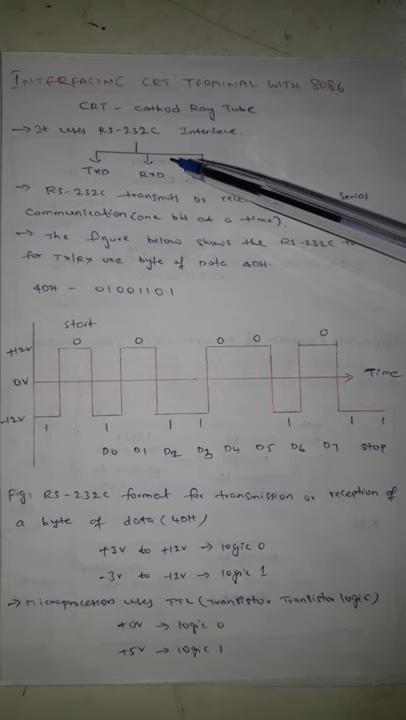 INTERFACING CRT TERMINAL WITH 8086
CRT - Cathod Ray Tube
→ It uses RS-232C Interface.
TXD RXD
→ RS-232C transmits or rece Serial
Communication (one bit at a time).
→ The figure below shows the RS-232C
for Tx/Rx one byte of Data 4DH.
4DH - 01001101
start
0 0 0 0 0
+12V
0V Time
-12V
1 1 1 1 1 1 1
D0 D1 D2 D3 D4 D5 D6 D7 stop
Fig: RS-232C format for transmission or reception of
a byte of data (4DH)
+3V to +12V → logic 0
-3V to -12V → logic 1
→ Microprocessor uses TTL (Transistor Transistor logic)
+0V → logic 0
+5V → logic 1